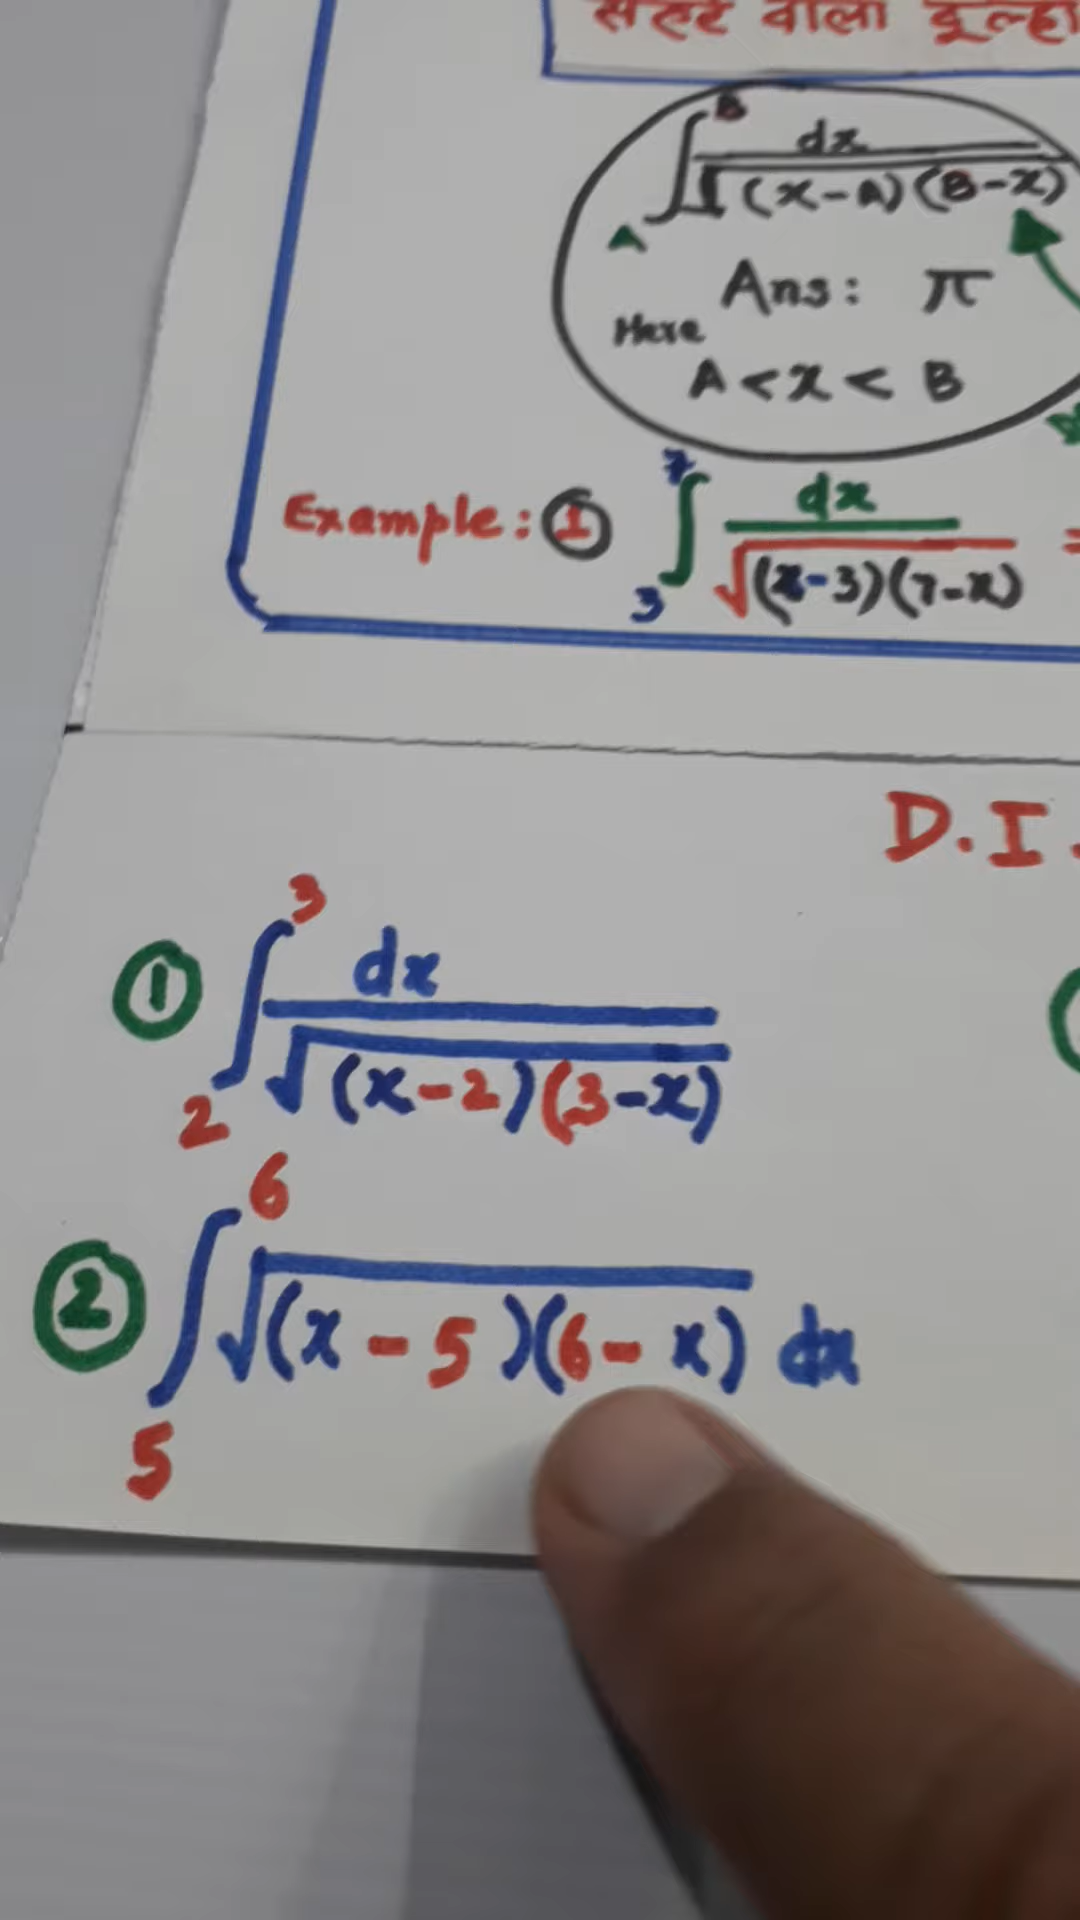 सेहरे वाला दूल्हा
∫_A^B dx/√((x-A)(B-x))
Ans: π
Here
A < x < B
Example: ① ∫_3^7 dx/√((x-3)(7-x)) =
D.I.
① ∫_2^3 dx/√((x-2)(3-x))
② ∫_5^6 √((x-5)(6-x)) dx